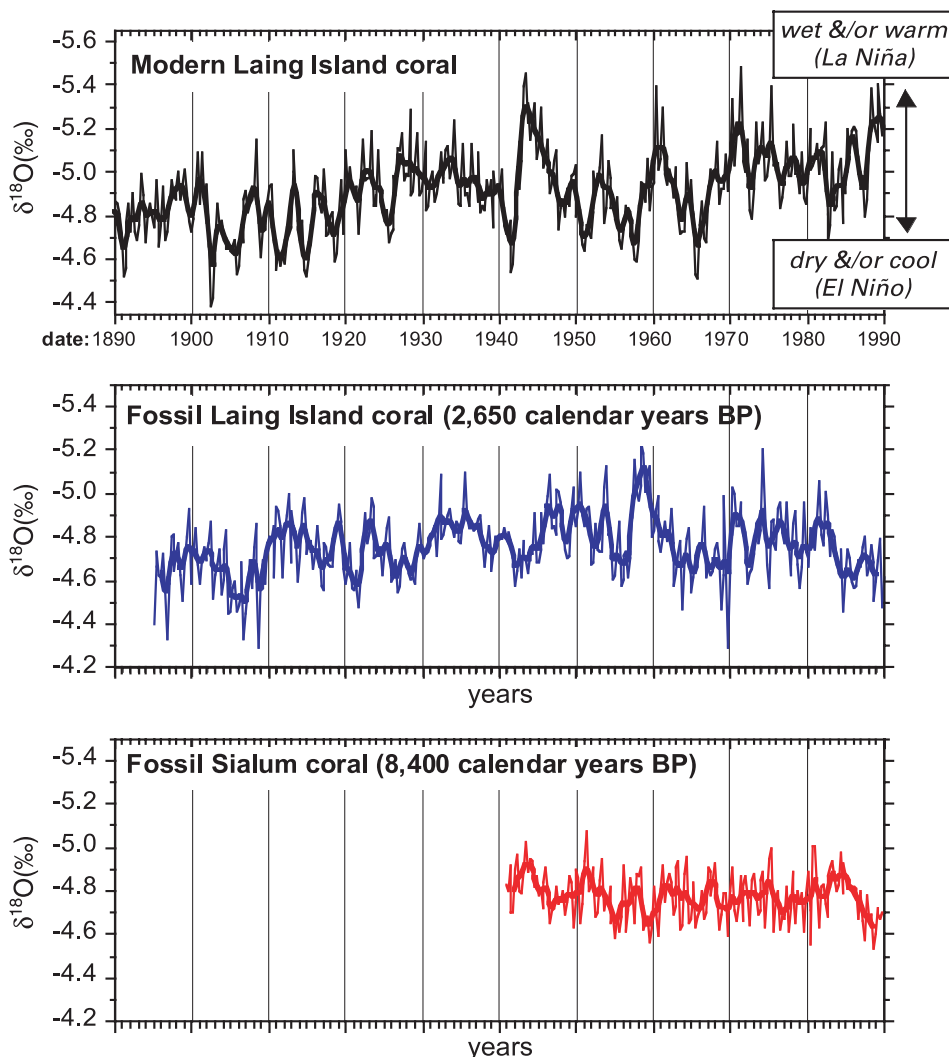 wet &/or warm
(La Niña)
Modern Laing Island coral
-5.6
-5.4
-5.2
-5.0
-4.8
-4.6
-4.4
δ18O(‰)
dry &/or cool
(El Niño)
date: 1890 1900 1910 1920 1930 1940 1950 1960 1970 1980 1990
Fossil Laing Island coral (2,650 calendar years BP)
-5.4
-5.2
-5.0
-4.8
-4.6
-4.4
-4.2
δ18O(‰)
years
Fossil Sialum coral (8,400 calendar years BP)
-5.4
-5.2
-5.0
-4.8
-4.6
-4.4
-4.2
δ18O(‰)
years